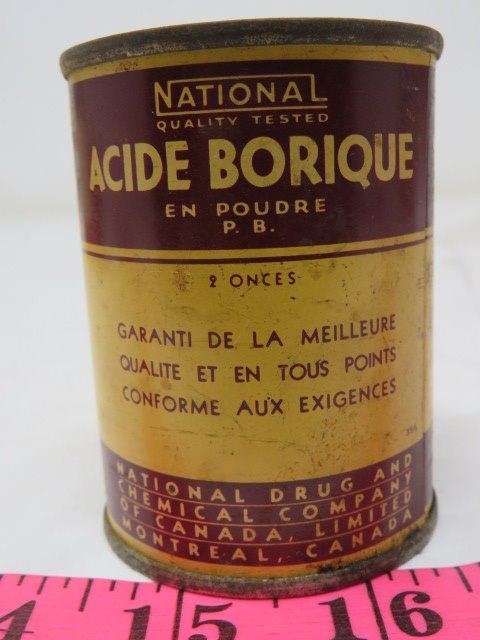 NATIONAL
QUALITY TESTED
ACIDE BORIQUE
EN POUDRE
P. B.
2 ONCES
GARANTI DE LA MEILLEURE
QUALITE ET EN TOUS POINTS
CONFORME AUX EXIGENCES
NATIONAL DRUG AND
CHEMICAL COMPANY
OF CANADA, LIMITED
MONTREAL, CANADA
14 15 16